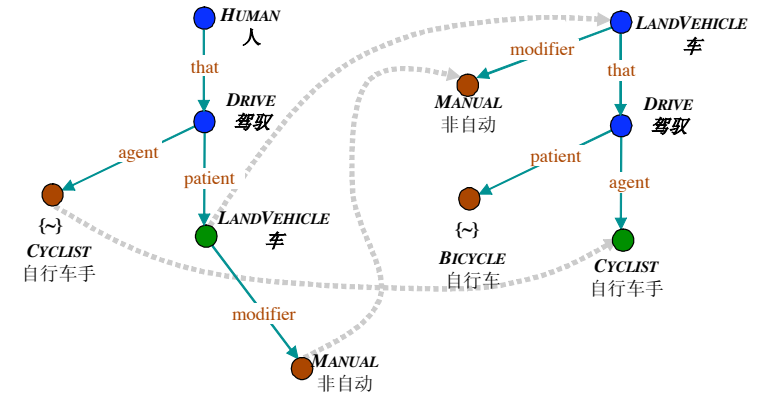 HUMAN
人
that
DRIVE
驾驭
agent
patient
{~}
CYCLIST
自行车手
LANDVEHICLE
车
modifier
MANUAL
非自动
LANDVEHICLE
车
modifier
that
MANUAL
非自动
DRIVE
驾驭
patient
agent
{~}
BICYCLE
自行车
CYCLIST
自行车手